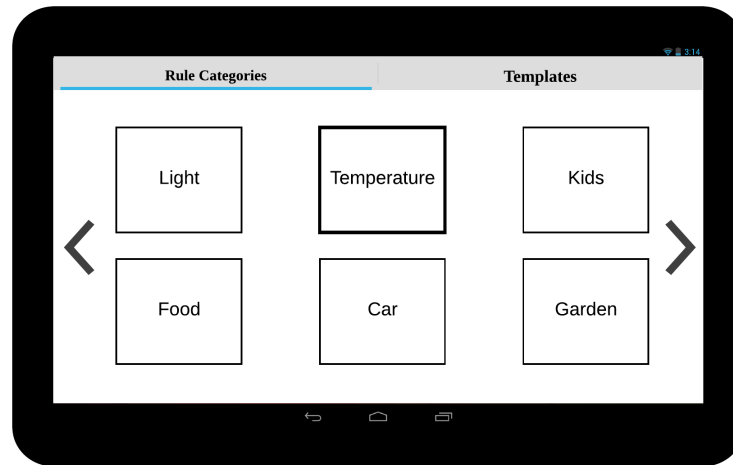 3:14
Rule Categories Templates
Light Temperature Kids
Food Car Garden